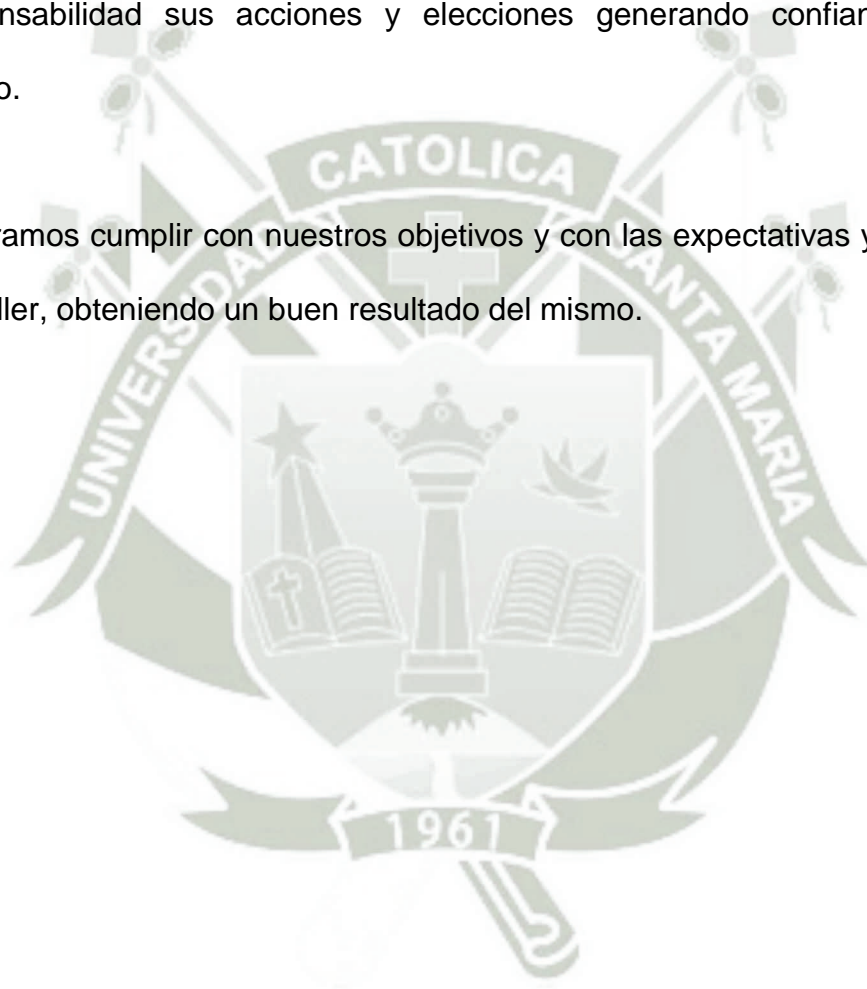 nsabilidad sus acciones y elecciones generando confian
o.
ramos cumplir con nuestros objetivos y con las expectativas y
ller, obteniendo un buen resultado del mismo.
UNIVERSIDAD CATOLICA SANTA MARIA
1961